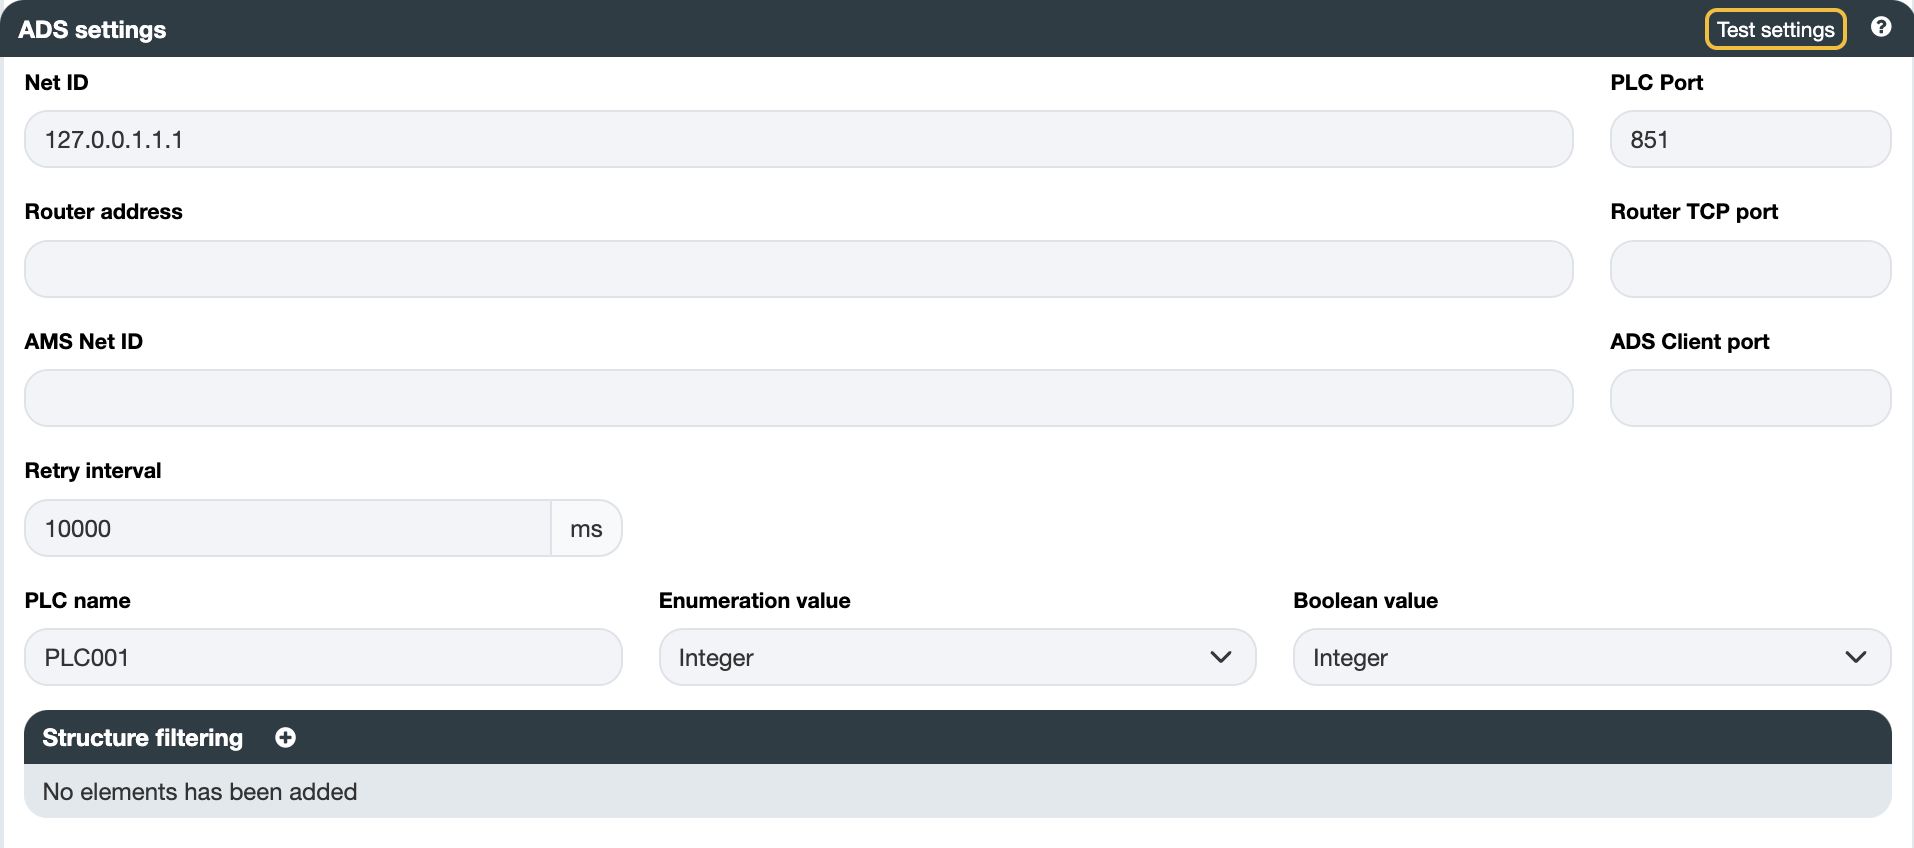 ADS settings
Test settings
Net ID
PLC Port
127.0.0.1.1.1
851
Router address
Router TCP port
AMS Net ID
ADS Client port
Retry interval
10000
ms
PLC name
Enumeration value
Boolean value
PLC001
Integer
Integer
Structure filtering
No elements has been added